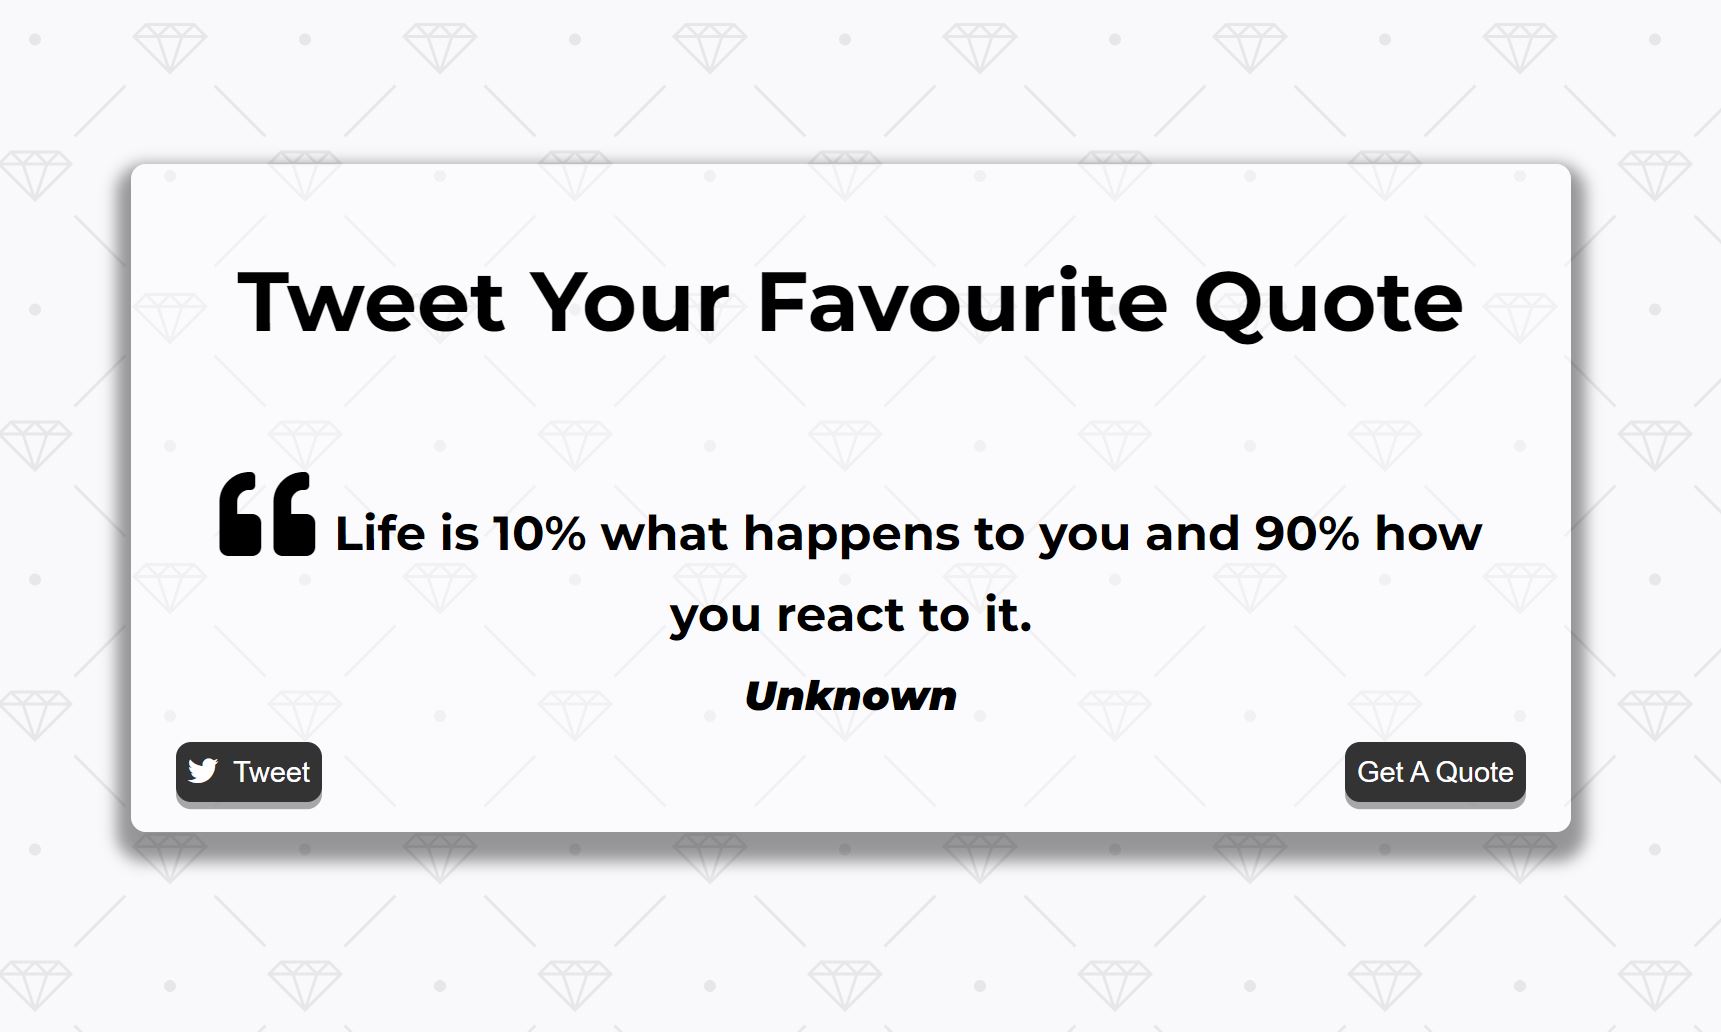 Tweet Your Favourite Quote
Life is 10% what happens to you and 90% how
you react to it.
Unknown
Tweet
Get A Quote